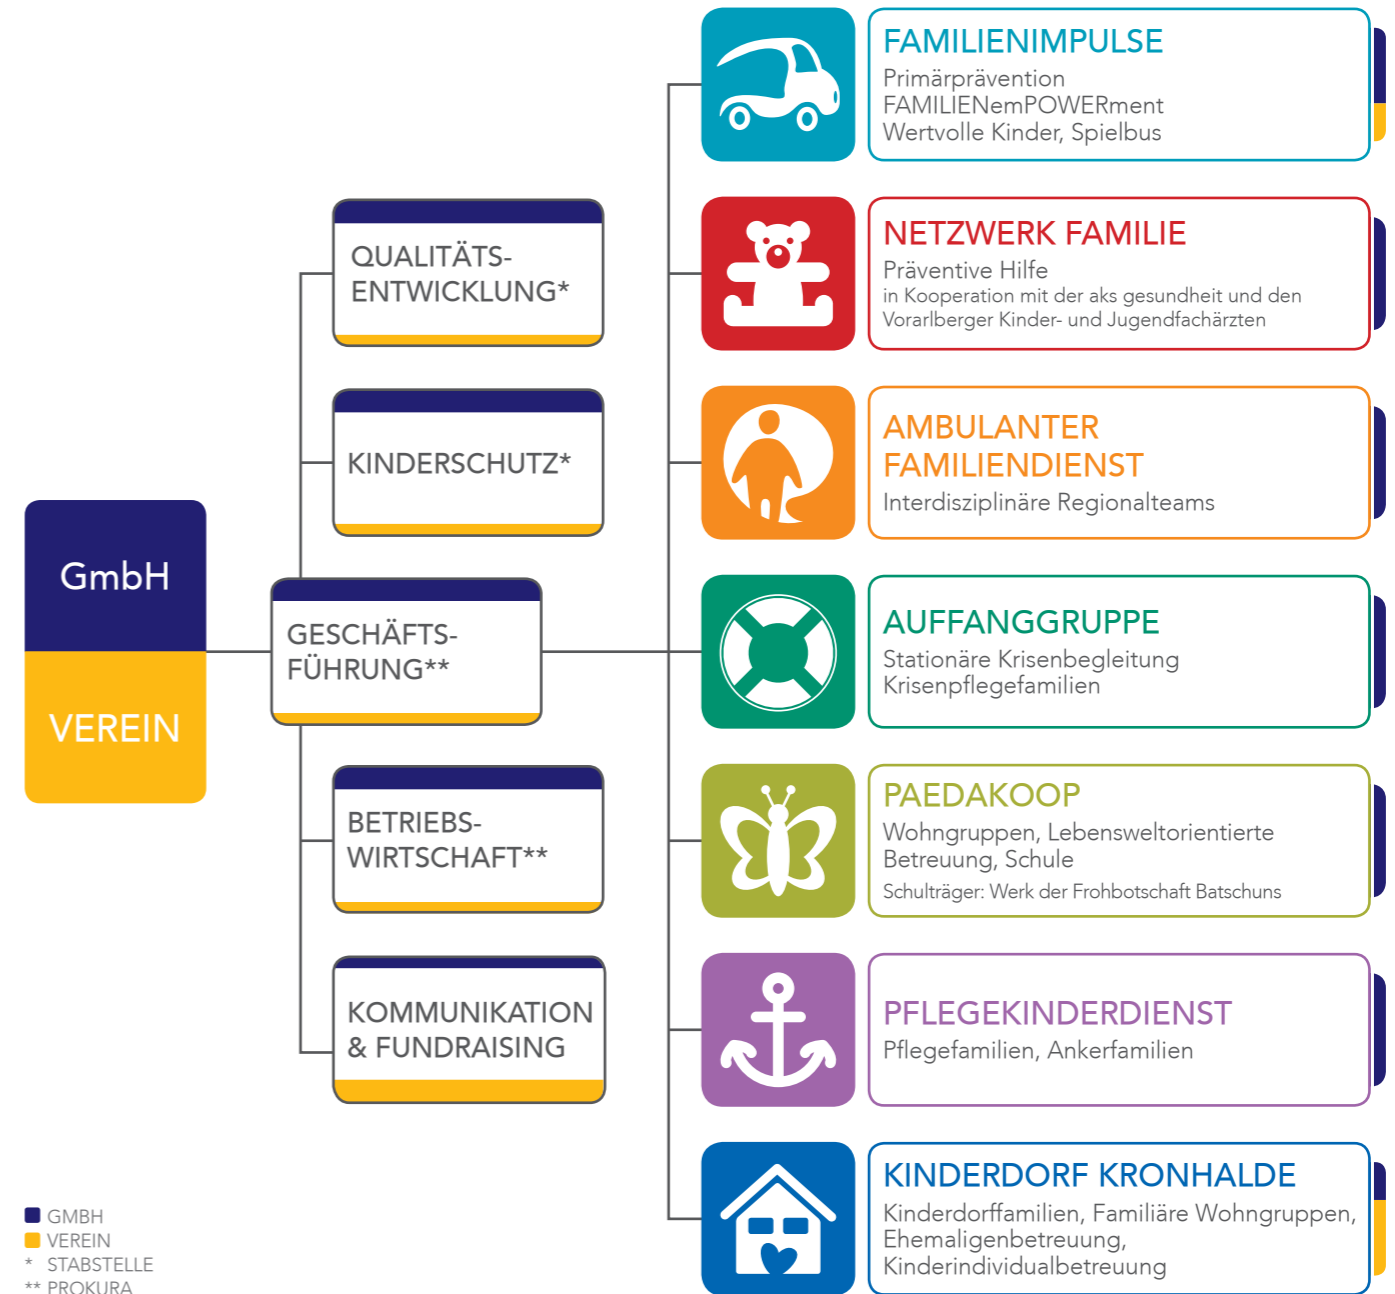 GmbH
VEREIN
QUALITÄTS-
ENTWICKLUNG*
KINDERSCHUTZ*
GESCHÄFTS-
FÜHRUNG**
BETRIEBS-
WIRTSCHAFT**
KOMMUNIKATION
& FUNDRAISING
FAMILIENIMPULSE
Primärprävention
FAMILIENemPOWERment
Wertvolle Kinder, Spielbus
NETZWERK FAMILIE
Präventive Hilfe
in Kooperation mit der aks gesundheit und den
Vorarlberger Kinder- und Jugendfachärzten
AMBULANTER
FAMILIENDIENST
Interdisziplinäre Regionalteams
AUFFANGGRUPPE
Stationäre Krisenbegleitung
Krisenpflegefamilien
PAEDAKOOP
Wohngruppen, Lebensweltorientierte
Betreuung, Schule
Schulträger: Werk der Frohbotschaft Batschuns
PFLEGEKINDERDIENST
Pflegefamilien, Ankerfamilien
KINDERDORF KRONHALDE
Kinderdorffamilien, Familiäre Wohngruppen,
Ehemaligenbetreuung,
Kinderindividualbetreuung
GMBH
VEREIN
* STABSTELLE
** PROKURA